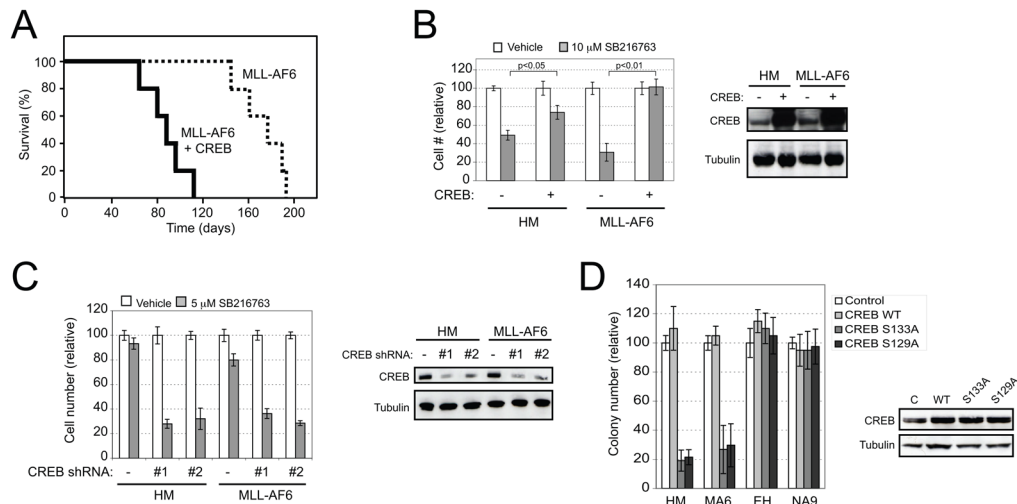 A
Survival (%)
100
80
60
40
20
0
MLL-AF6
MLL-AF6
+ CREB
0 40 80 120 160 200
Time (days)
B
Vehicle 10 μM SB216763
Cell # (relative)
120
100
80
60
40
20
0
p<0.05 p<0.01
CREB: - + - +
HM MLL-AF6
HM MLL-AF6
CREB: - + - +
CREB
Tubulin
C
Vehicle 5 μM SB216763
Cell number (relative)
120
100
80
60
40
20
0
CREB shRNA: - #1 #2 - #1 #2
HM MLL-AF6
HM MLL-AF6
CREB shRNA: - #1 #2 - #1 #2
CREB
Tubulin
D
Colony number (relative)
140
120
100
80
60
40
20
0
HM MA6 EH NA9
Control
CREB WT
CREB S133A
CREB S129A
C WT S133A S129A
CREB
Tubulin